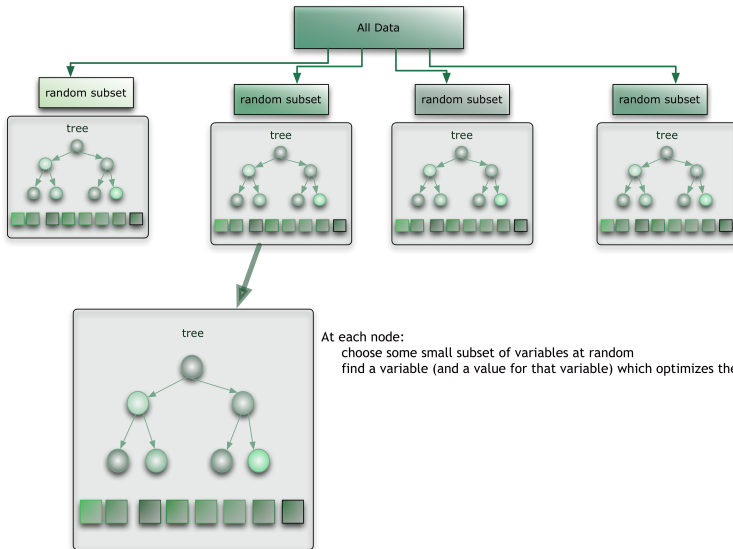 All Data
random subset
random subset
random subset
random subset
tree
tree
tree
tree
tree
At each node:
choose some small subset of variables at random
find a variable (and a value for that variable) which optimizes the